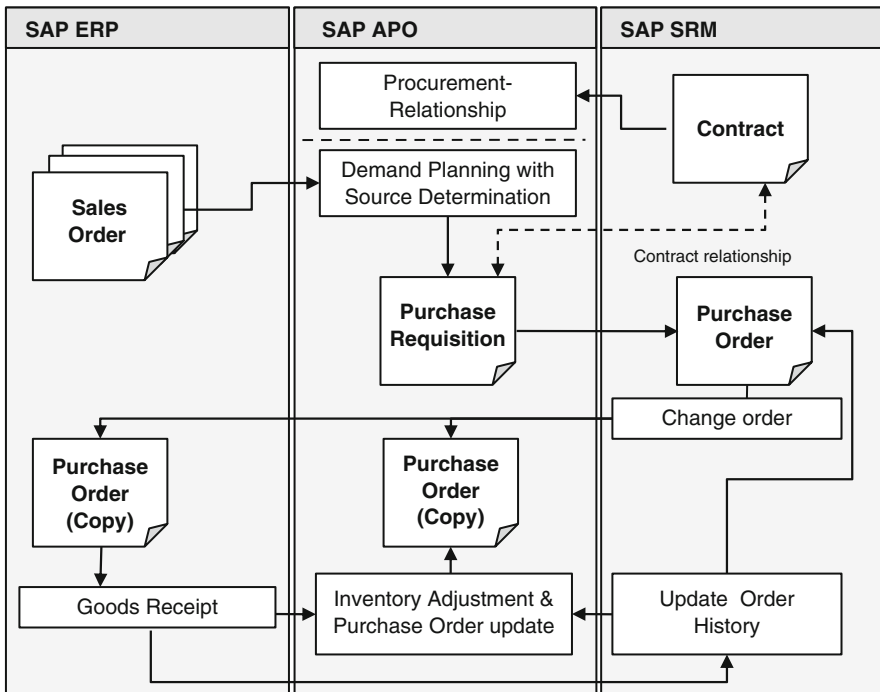 SAP ERP
SAP APO
SAP SRM
Procurement-
Relationship
Contract
Demand Planning with
Source Determination
Sales
Order
Contract relationship
Purchase
Requisition
Purchase
Order
Change order
Purchase
Order
(Copy)
Purchase
Order
(Copy)
Goods Receipt
Inventory Adjustment &
Purchase Order update
Update Order
History